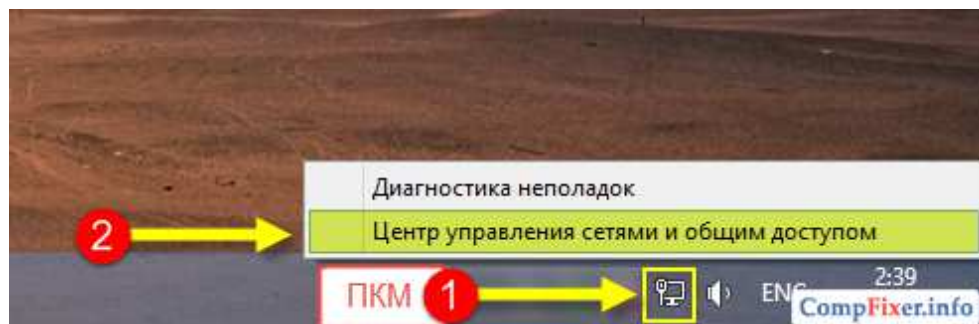 Диагностика неполадок
2 Центр управления сетями и общим доступом
ПКМ 1 ENG 2:39
CompFixer.info